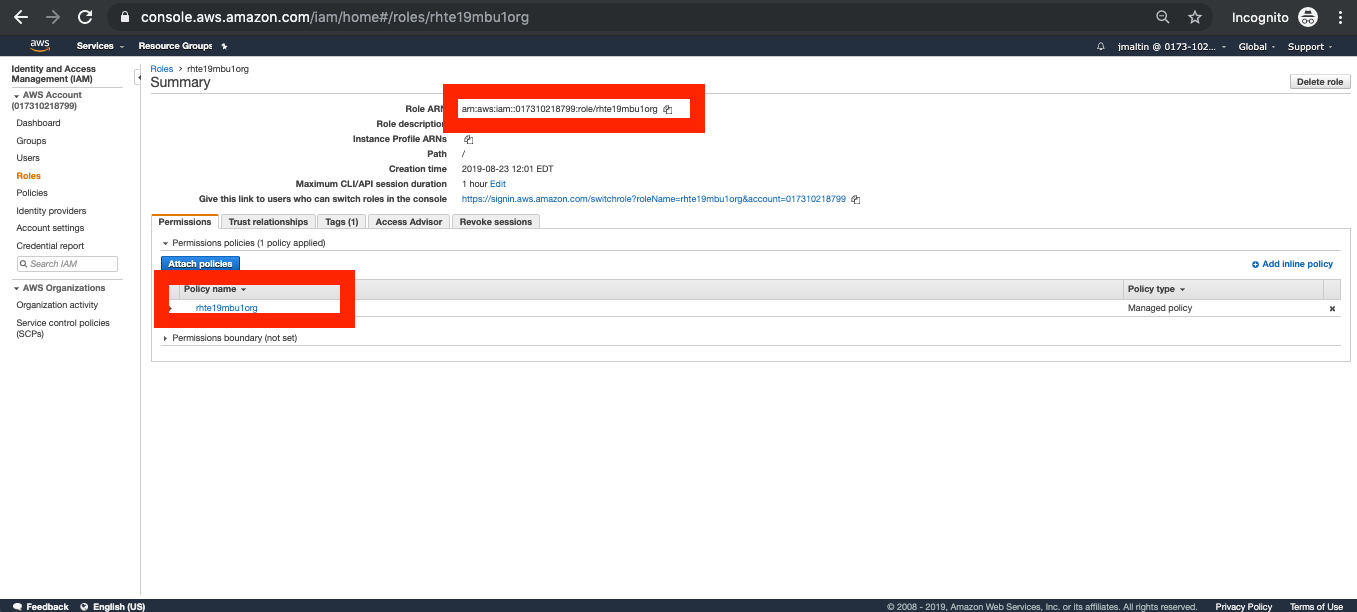 console.aws.amazon.com/iam/home#/roles/rhte19mbu1org
Incognito
aws Services Resource Groups jmaltin @ 0173-102... Global Support
Identity and Access
Management (IAM)
AWS Account
(017310218799)
Dashboard
Groups
Users
Roles
Policies
Identity providers
Account settings
Credential report
Search IAM
AWS Organizations
Organization activity
Service control policies
(SCPs)
Roles > rhte19mbu1org
Summary
Delete role
Role ARN arn:aws:iam::017310218799:role/rhte19mbu1org
Role description
Instance Profile ARNs
Path /
Creation time 2019-08-23 12:01 EDT
Maximum CLI/API session duration 1 hour Edit
Give this link to users who can switch roles in the console https://signin.aws.amazon.com/switchrole?roleName=rhte19mbu1org&account=017310218799
Permissions Trust relationships Tags (1) Access Advisor Revoke sessions
Permissions policies (1 policy applied)
Attach policies Add inline policy
Policy name Policy type
rhte19mbu1org Managed policy
Permissions boundary (not set)
Feedback English (US) © 2008 - 2019, Amazon Web Services, Inc. or its affiliates. All rights reserved. Privacy Policy Terms of Use